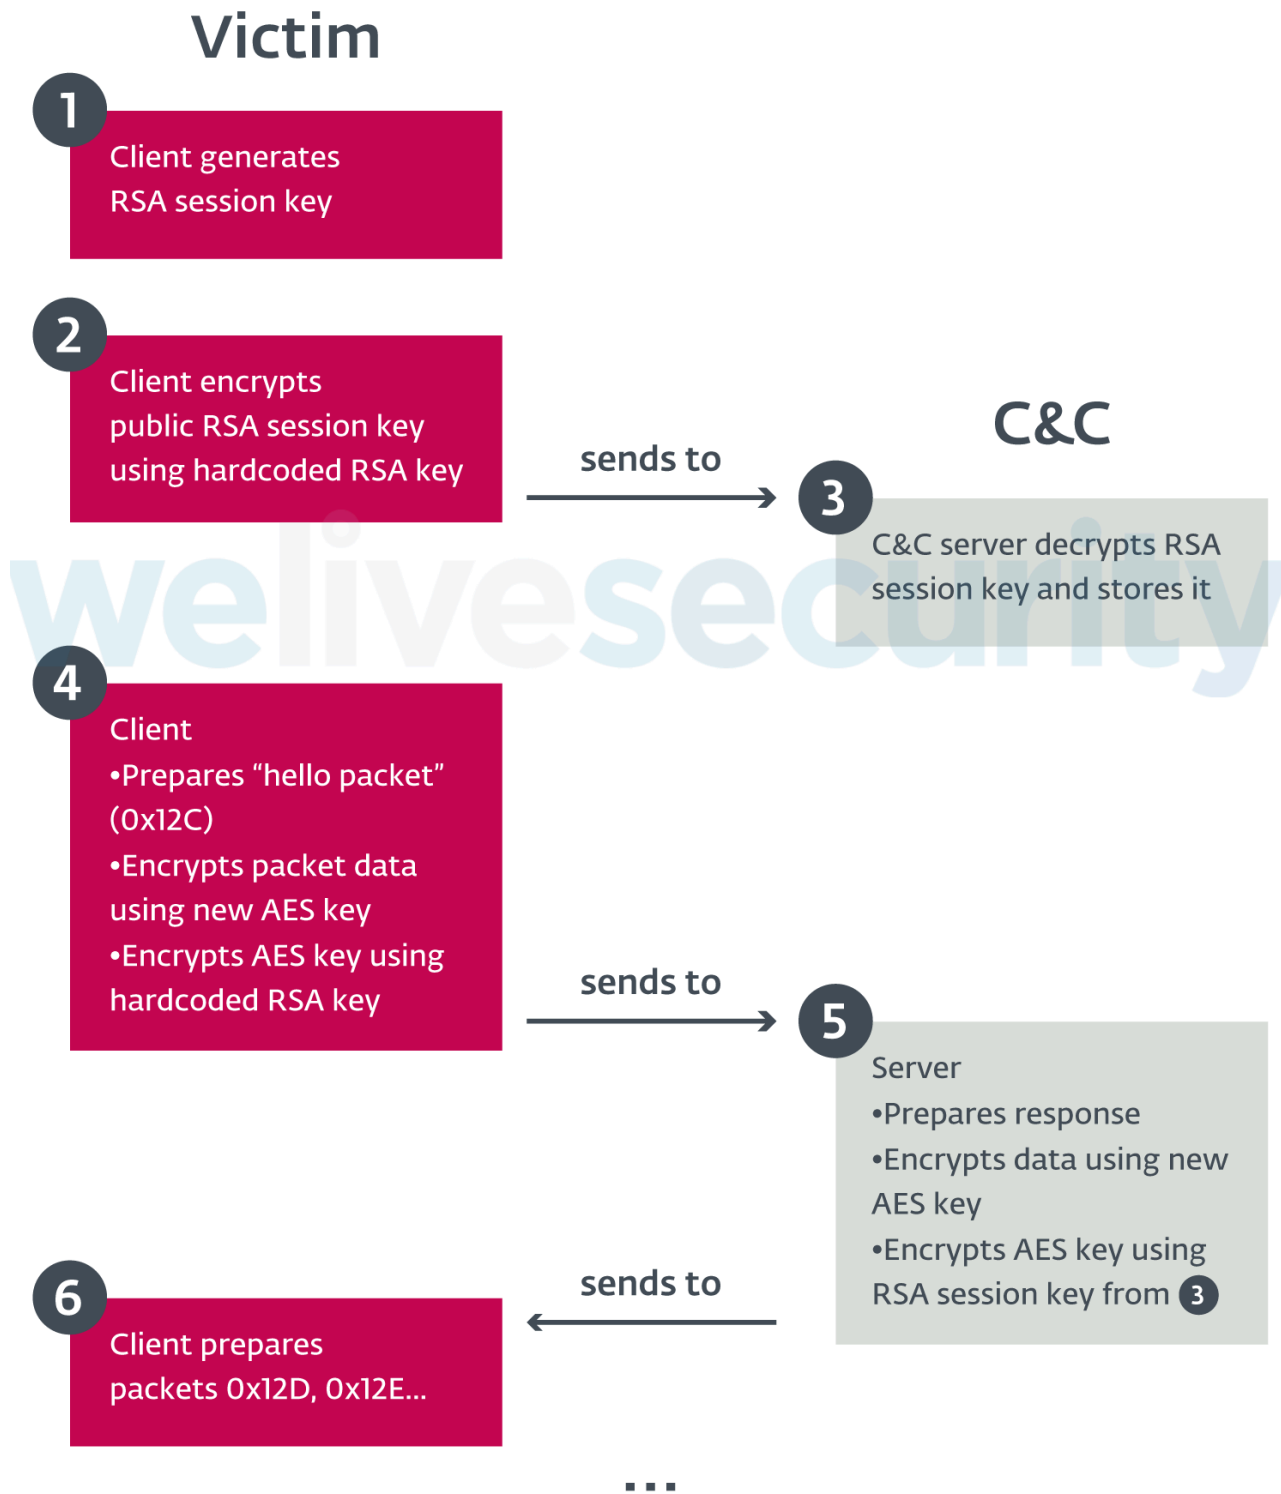 Victim
1
Client generates
RSA session key
2
Client encrypts
public RSA session key
using hardcoded RSA key
sends to
C&C
3
C&C server decrypts RSA
session key and stores it
welivesecurity
4
Client
•Prepares “hello packet”
(0x12C)
•Encrypts packet data
using new AES key
•Encrypts AES key using
hardcoded RSA key
sends to
5
Server
•Prepares response
•Encrypts data using new
AES key
•Encrypts AES key using
RSA session key from 3
sends to
6
Client prepares
packets 0x12D, 0x12E...
...